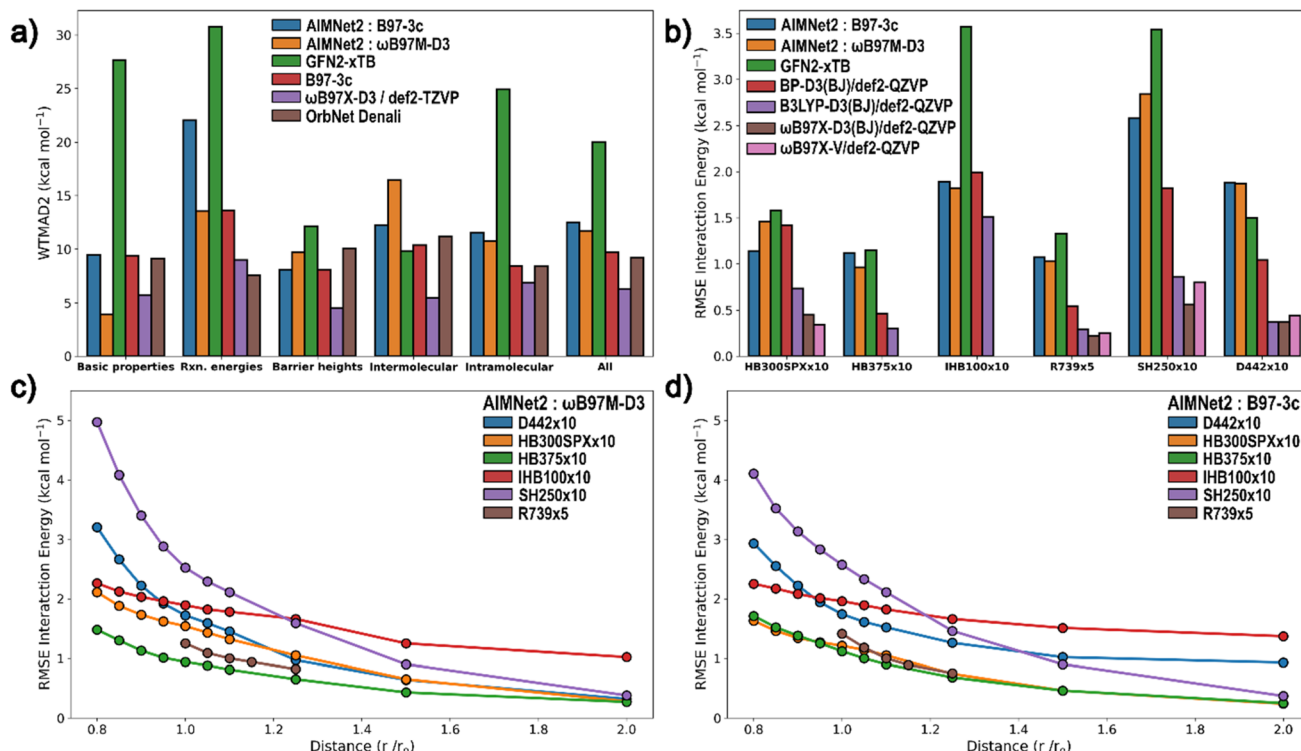 a)
AIMNet2 : B97-3c
AIMNet2 : ωB97M-D3
GFN2-xTB
B97-3c
ωB97X-D3 / def2-TZVP
OrbNet Denali
WTMAD2 (kcal mol⁻¹)
30
25
20
15
10
5
0
Basic properties Rxn. energies Barrier heights Intermolecular Intramolecular All
b)
AIMNet2 : B97-3c
AIMNet2 : ωB97M-D3
GFN2-xTB
BP-D3(BJ)/def2-QZVP
B3LYP-D3(BJ)/def2-QZVP
ωB97X-D3(BJ)/def2-QZVP
ωB97X-V/def2-QZVP
RMSE Interatction Energy (kcal mol⁻¹)
3.5
3.0
2.5
2.0
1.5
1.0
0.5
0.0
HB300SPXx10 HB375x10 IHB100x10 R739x5 SH250x10 D442x10
c)
AIMNet2 : ωB97M-D3
D442x10
HB300SPXx10
HB375x10
IHB100x10
SH250x10
R739x5
RMSE Interatction Energy (kcal mol⁻¹)
5
4
3
2
1
0
0.8 1.0 1.2 1.4 1.6 1.8 2.0
Distance (r /r₀)
d)
AIMNet2 : B97-3c
D442x10
HB300SPXx10
HB375x10
IHB100x10
SH250x10
R739x5
RMSE Interatction Energy (kcal mol⁻¹)
5
4
3
2
1
0
0.8 1.0 1.2 1.4 1.6 1.8 2.0
Distance (r /r₀)